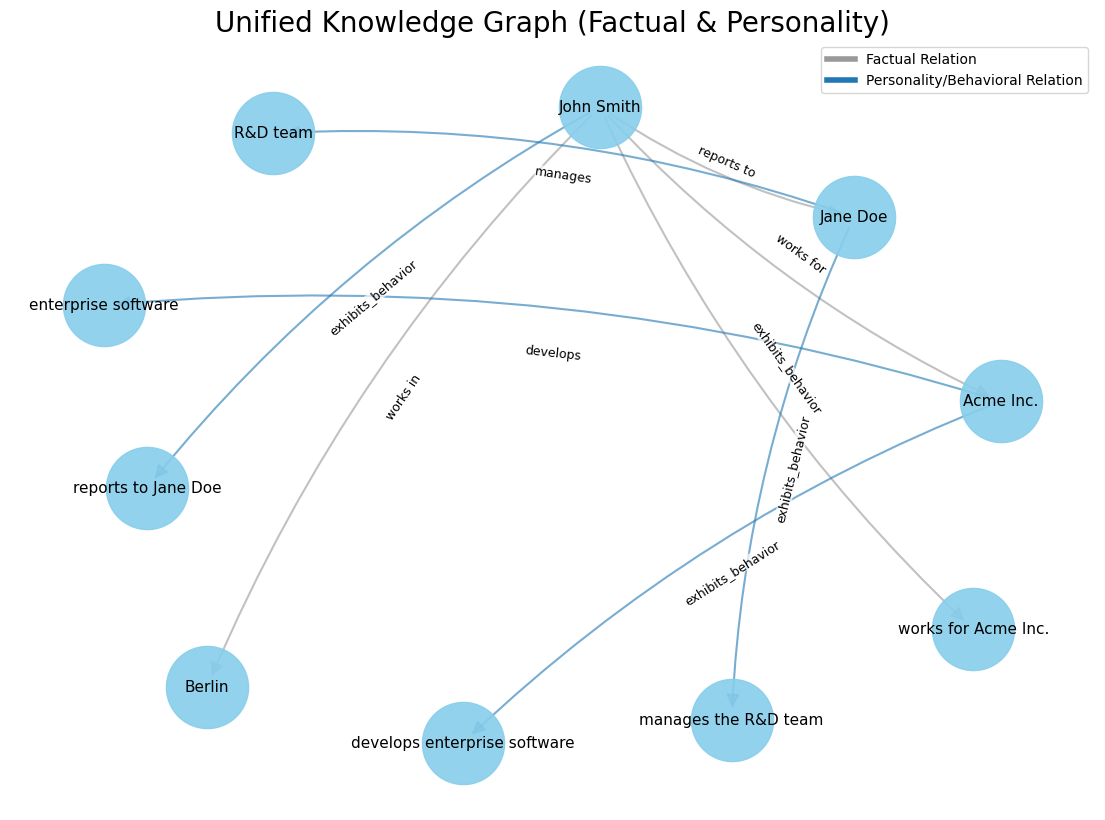 Unified Knowledge Graph (Factual & Personality)
Factual Relation
Personality/Behavioral Relation
John Smith
R&D team
reports to
manages
Jane Doe
works for
exhibits_behavior
enterprise software
develops
exhibits_behavior
works in
Acme Inc.
exhibits_behavior
reports to Jane Doe
exhibits_behavior
works for Acme Inc.
Berlin
manages the R&D team
develops enterprise software